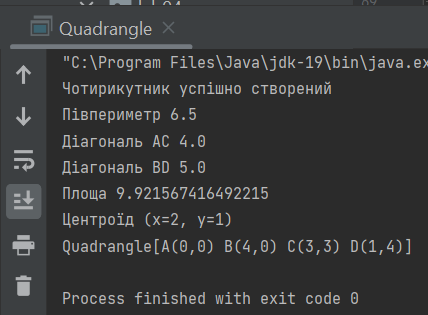 Quadrangle
"C:\Program Files\Java\jdk-19\bin\java.ex
Чотирикутник успішно створений
Півпериметр 6.5
Діагональ AC 4.0
Діагональ BD 5.0
Площа 9.921567416492215
Центроїд (x=2, y=1)
Quadrangle[A(0,0) B(4,0) C(3,3) D(1,4)]
Process finished with exit code 0